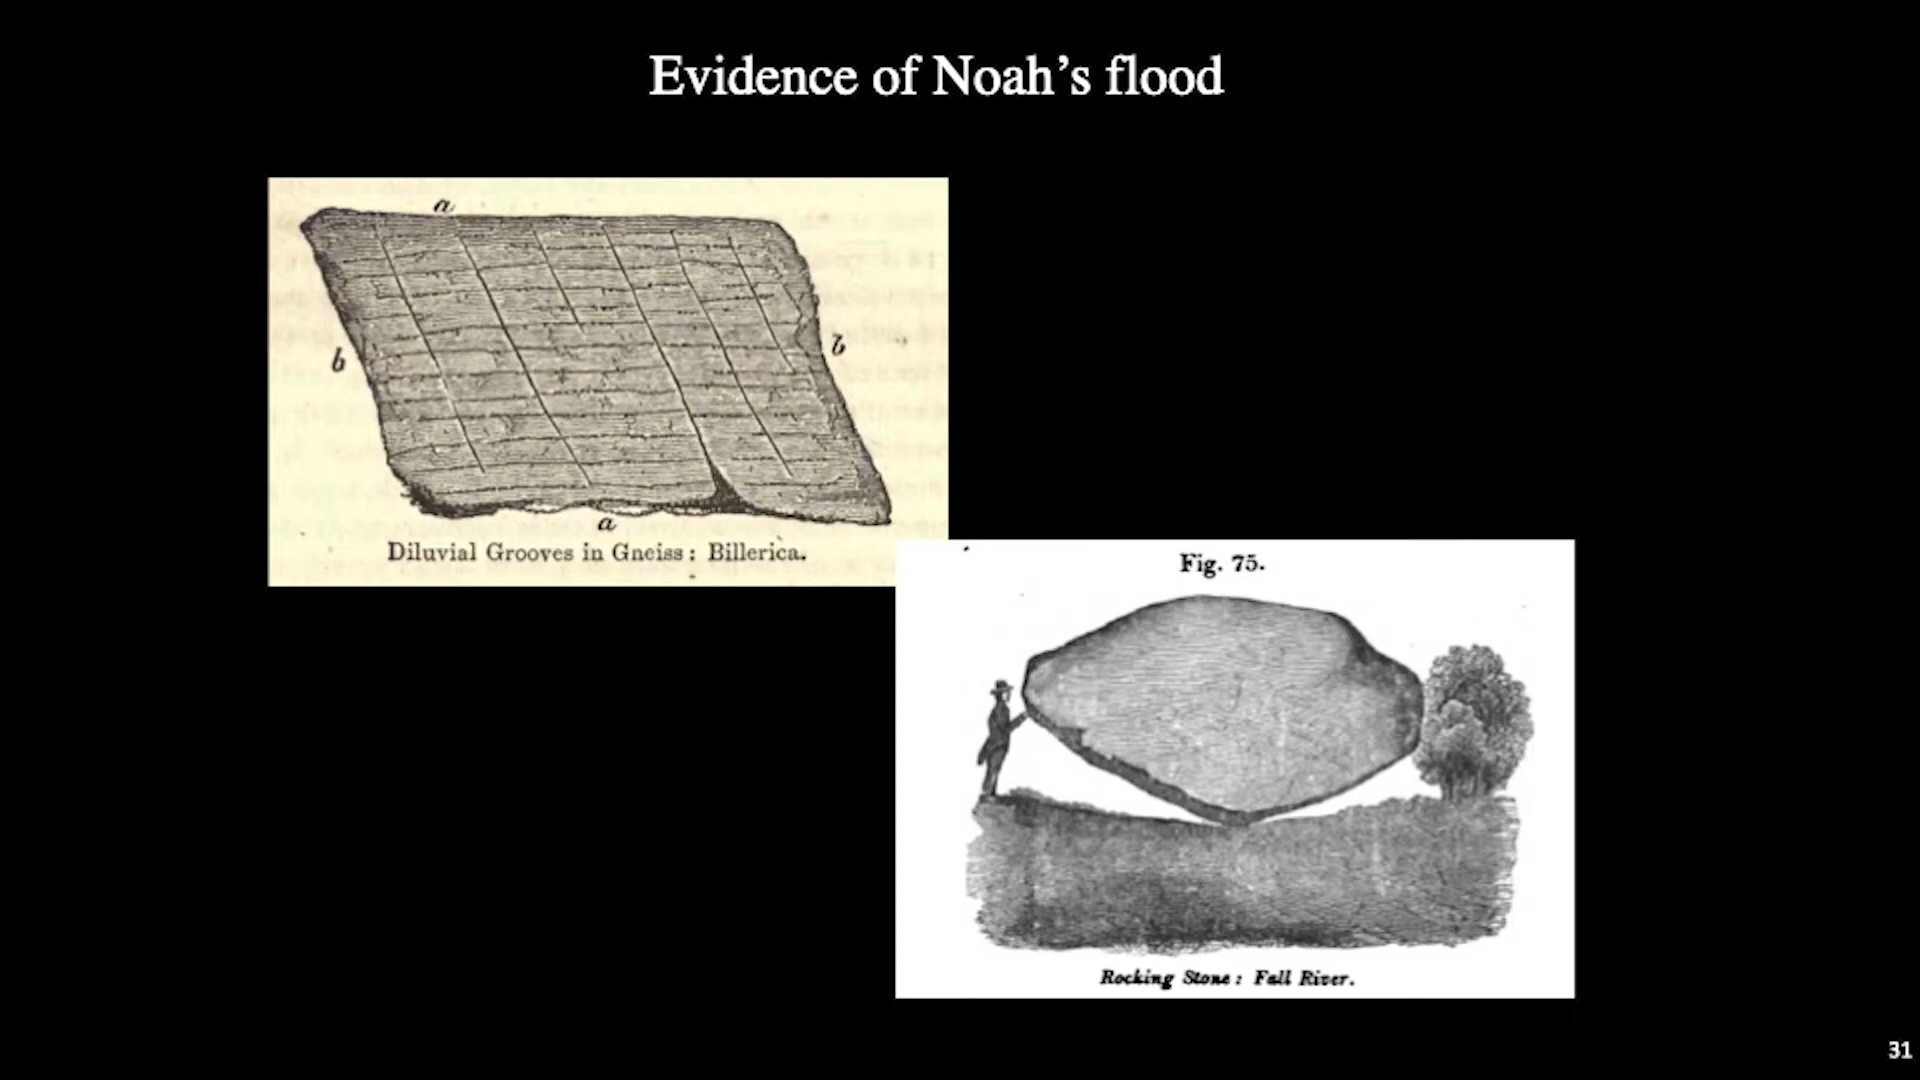 Evidence of Noah's flood
a
b
b
a
Diluvial Grooves in Gneiss: Billerica.
Fig. 75.
Rocking Stone: Fall River.
31